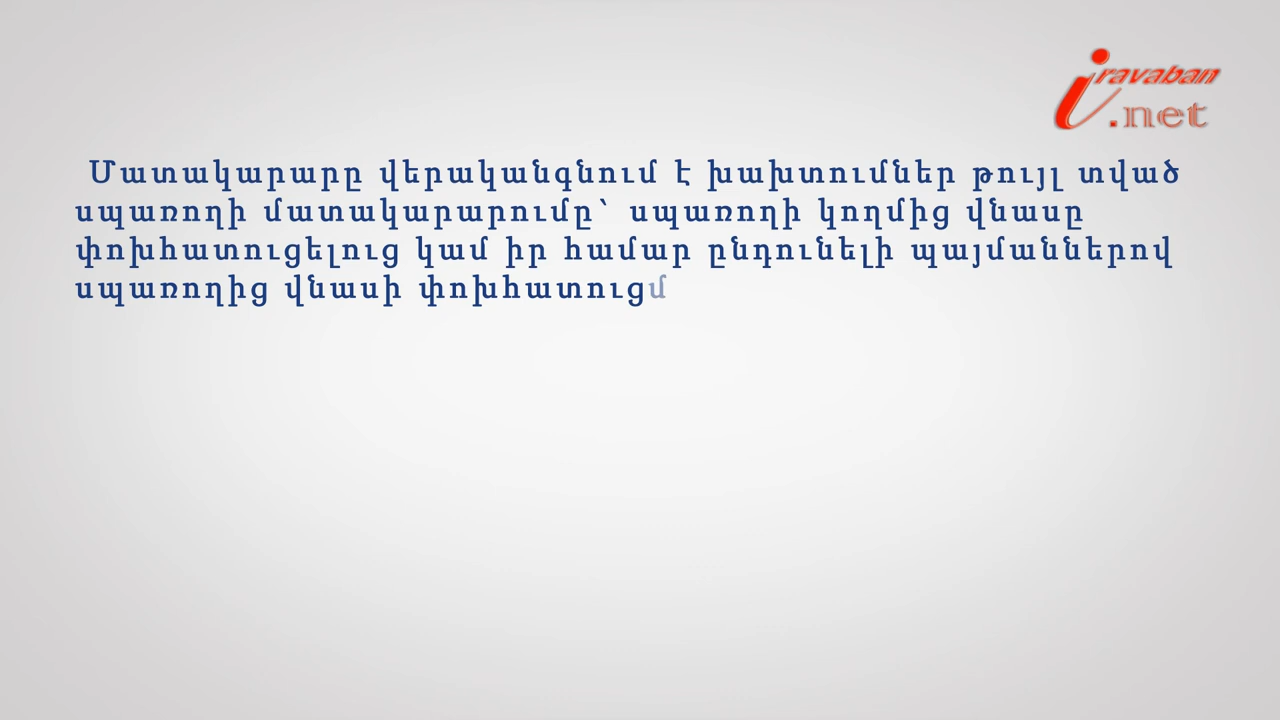 iravaban
.net
Մատակարարը վերականգնում է խախտումներ թույլ տված
սպառողի մատակարարումը՝ սպառողի կողմից վնասը
փոխհատուցելուց կամ իր համար ընդունելի պայմաններով
սպառողից վնասի փոխհատուցմ